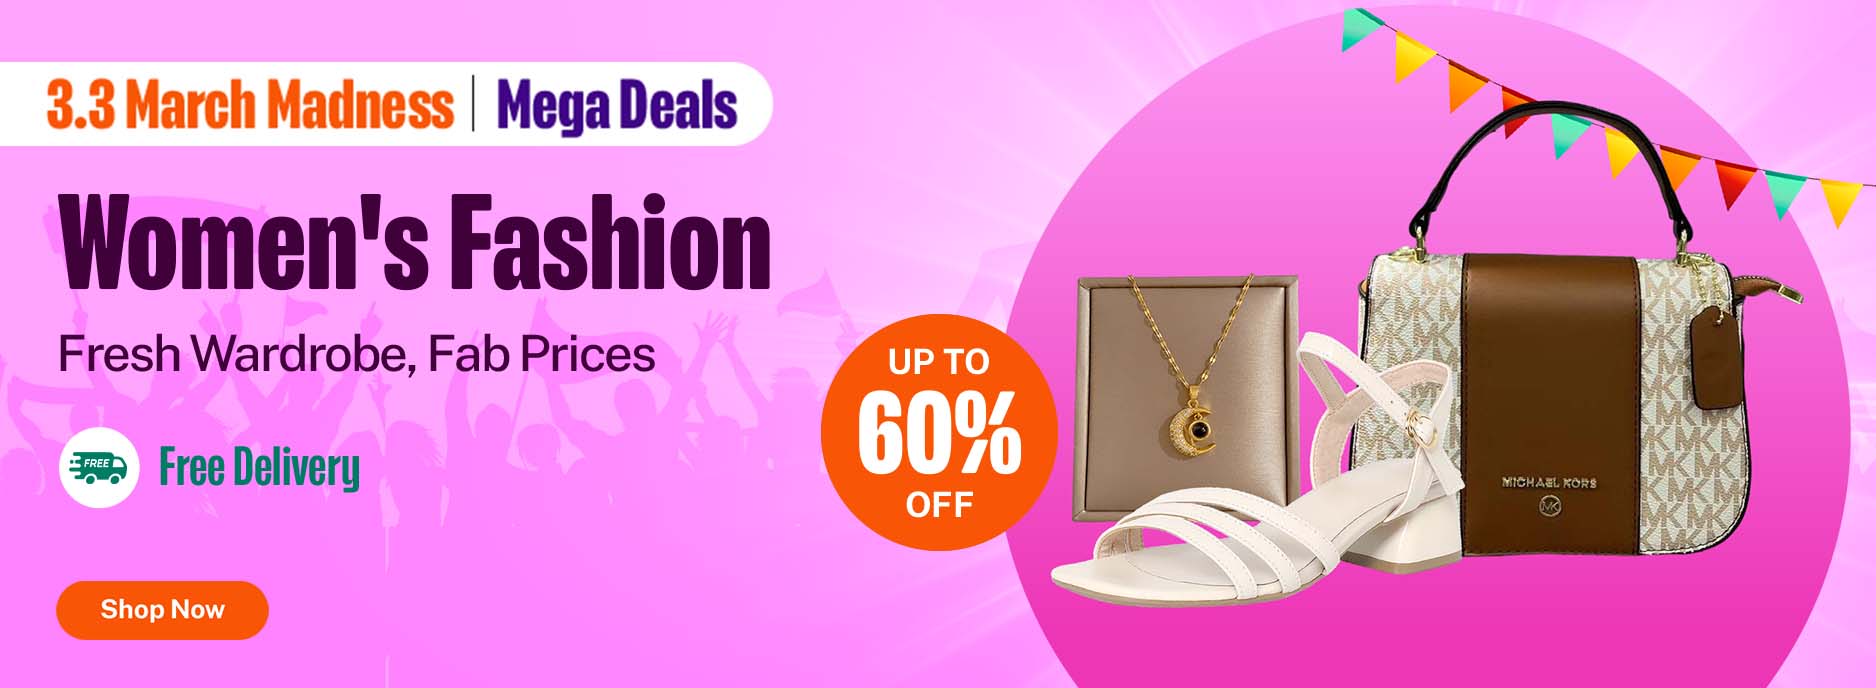 3.3 March Madness | Mega Deals
Women's Fashion
Fresh Wardrobe, Fab Prices
FREE
Free Delivery
Shop Now
UP TO
60%
OFF
MICHAEL KORS
MK